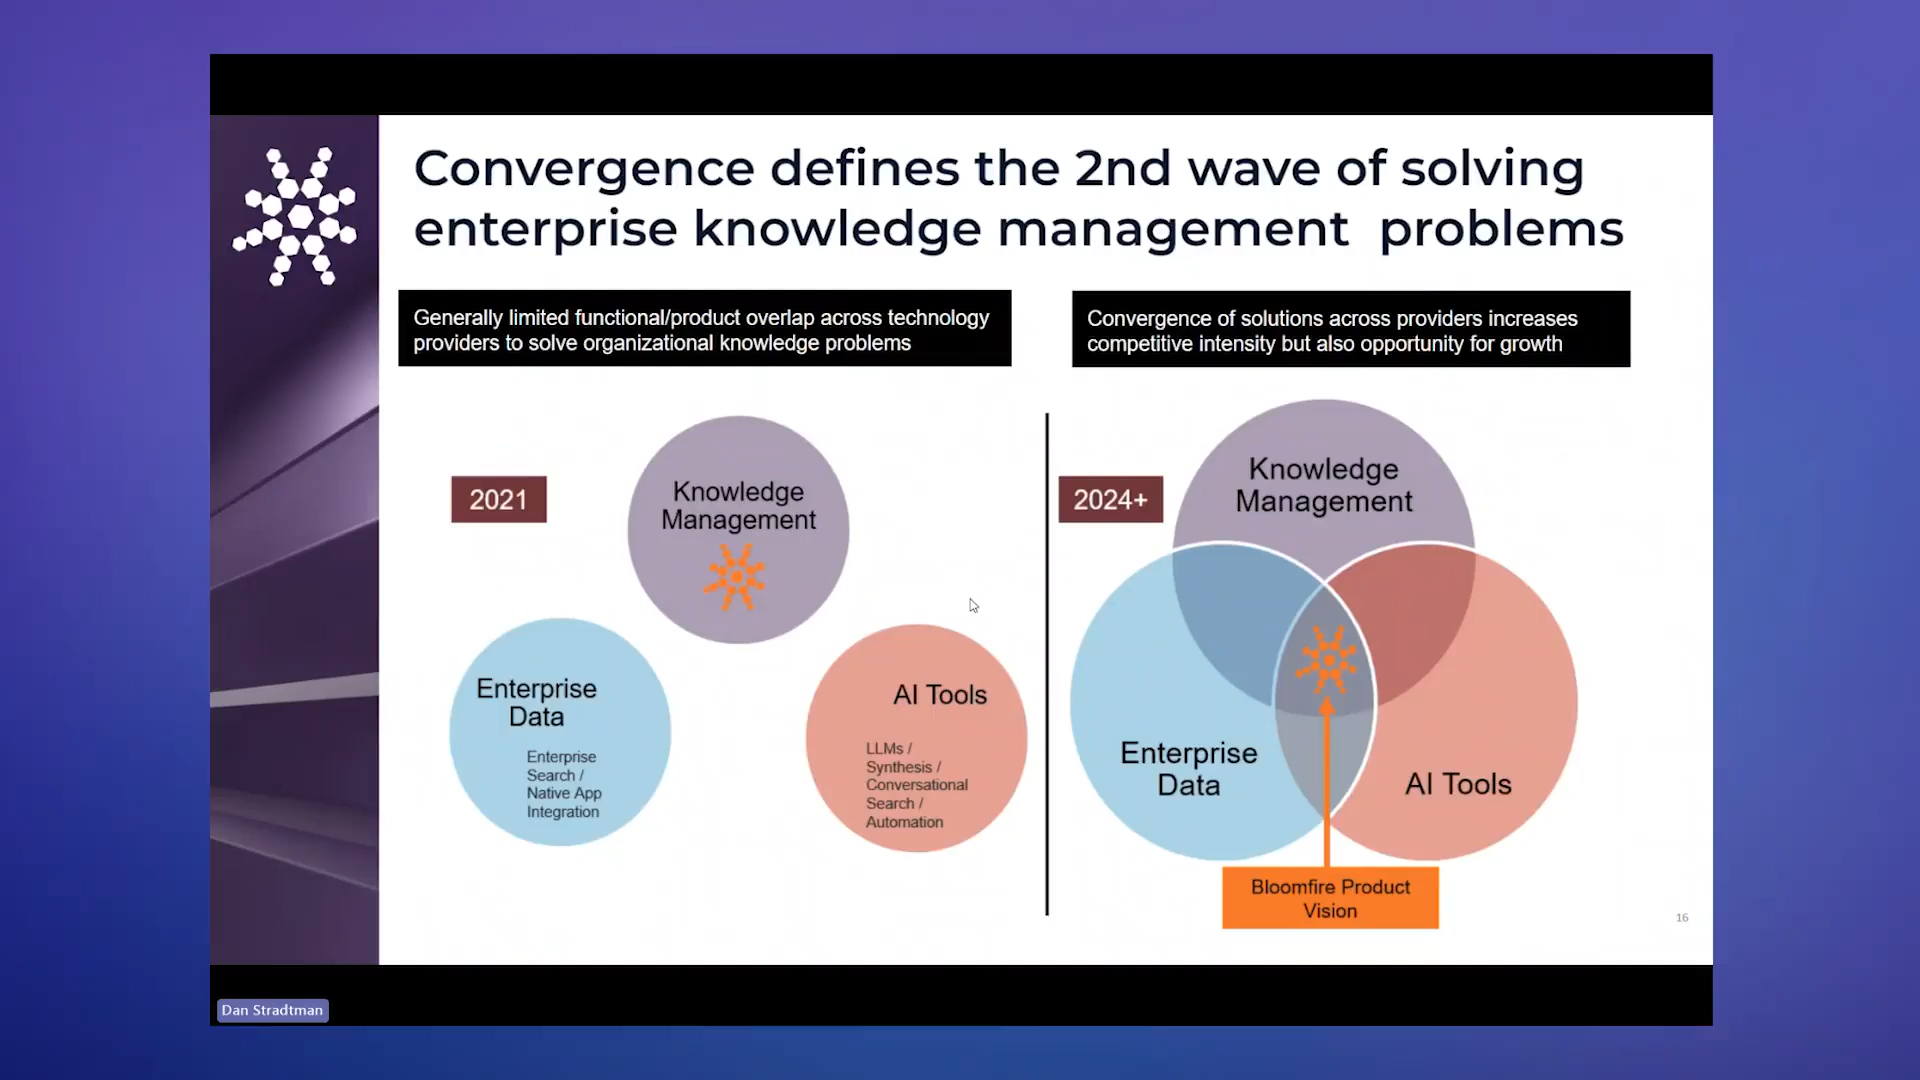 Convergence defines the 2nd wave of solving
enterprise knowledge management  problems
Generally limited functional/product overlap across technology
providers to solve organizational knowledge problems
Convergence of solutions across providers increases
competitive intensity but also opportunity for growth
2021
Knowledge
Management
Enterprise
Data
Enterprise
Search /
Native App
Integration
AI Tools
LLMs /
Synthesis /
Conversational
Search /
Automation
2024+
Knowledge
Management
Enterprise
Data
AI Tools
Bloomfire Product
Vision
16
Dan Stradtman